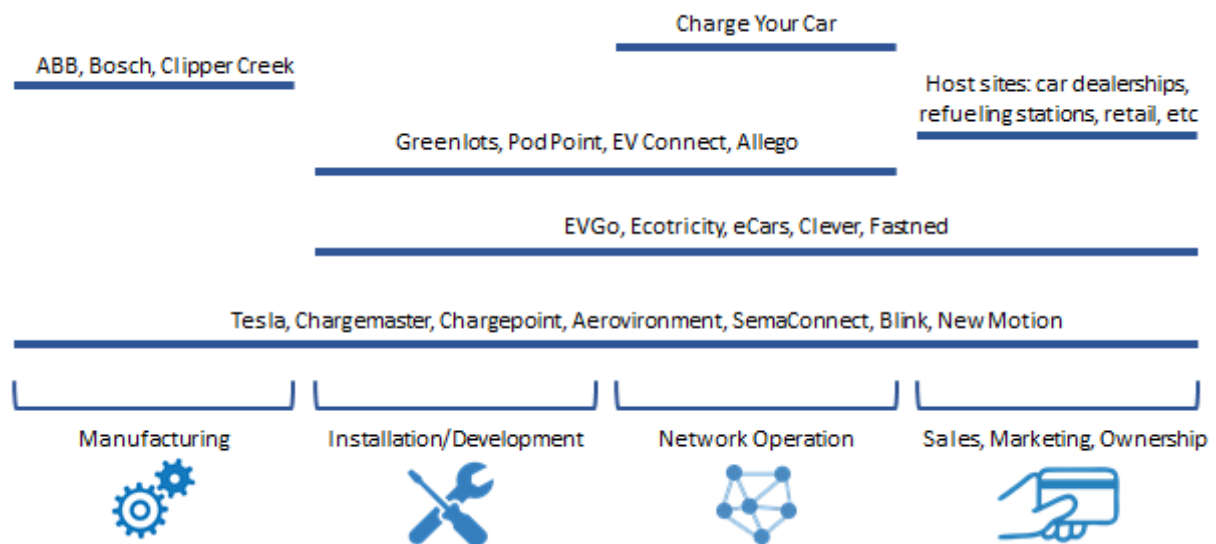 Charge Your Car
ABB, Bosch, Clipper Creek
Host sites: car dealerships,
refueling stations, retail, etc
Greenlots, Pod Point, EV Connect, Allego
EVGo, Ecotricity, eCars, Clever, Fastned
Tesla, Chargemaster, Chargepoint, Aerovironment, SemaConnect, Blink, New Motion
Manufacturing
Installation/Development
Network Operation
Sales, Marketing, Ownership